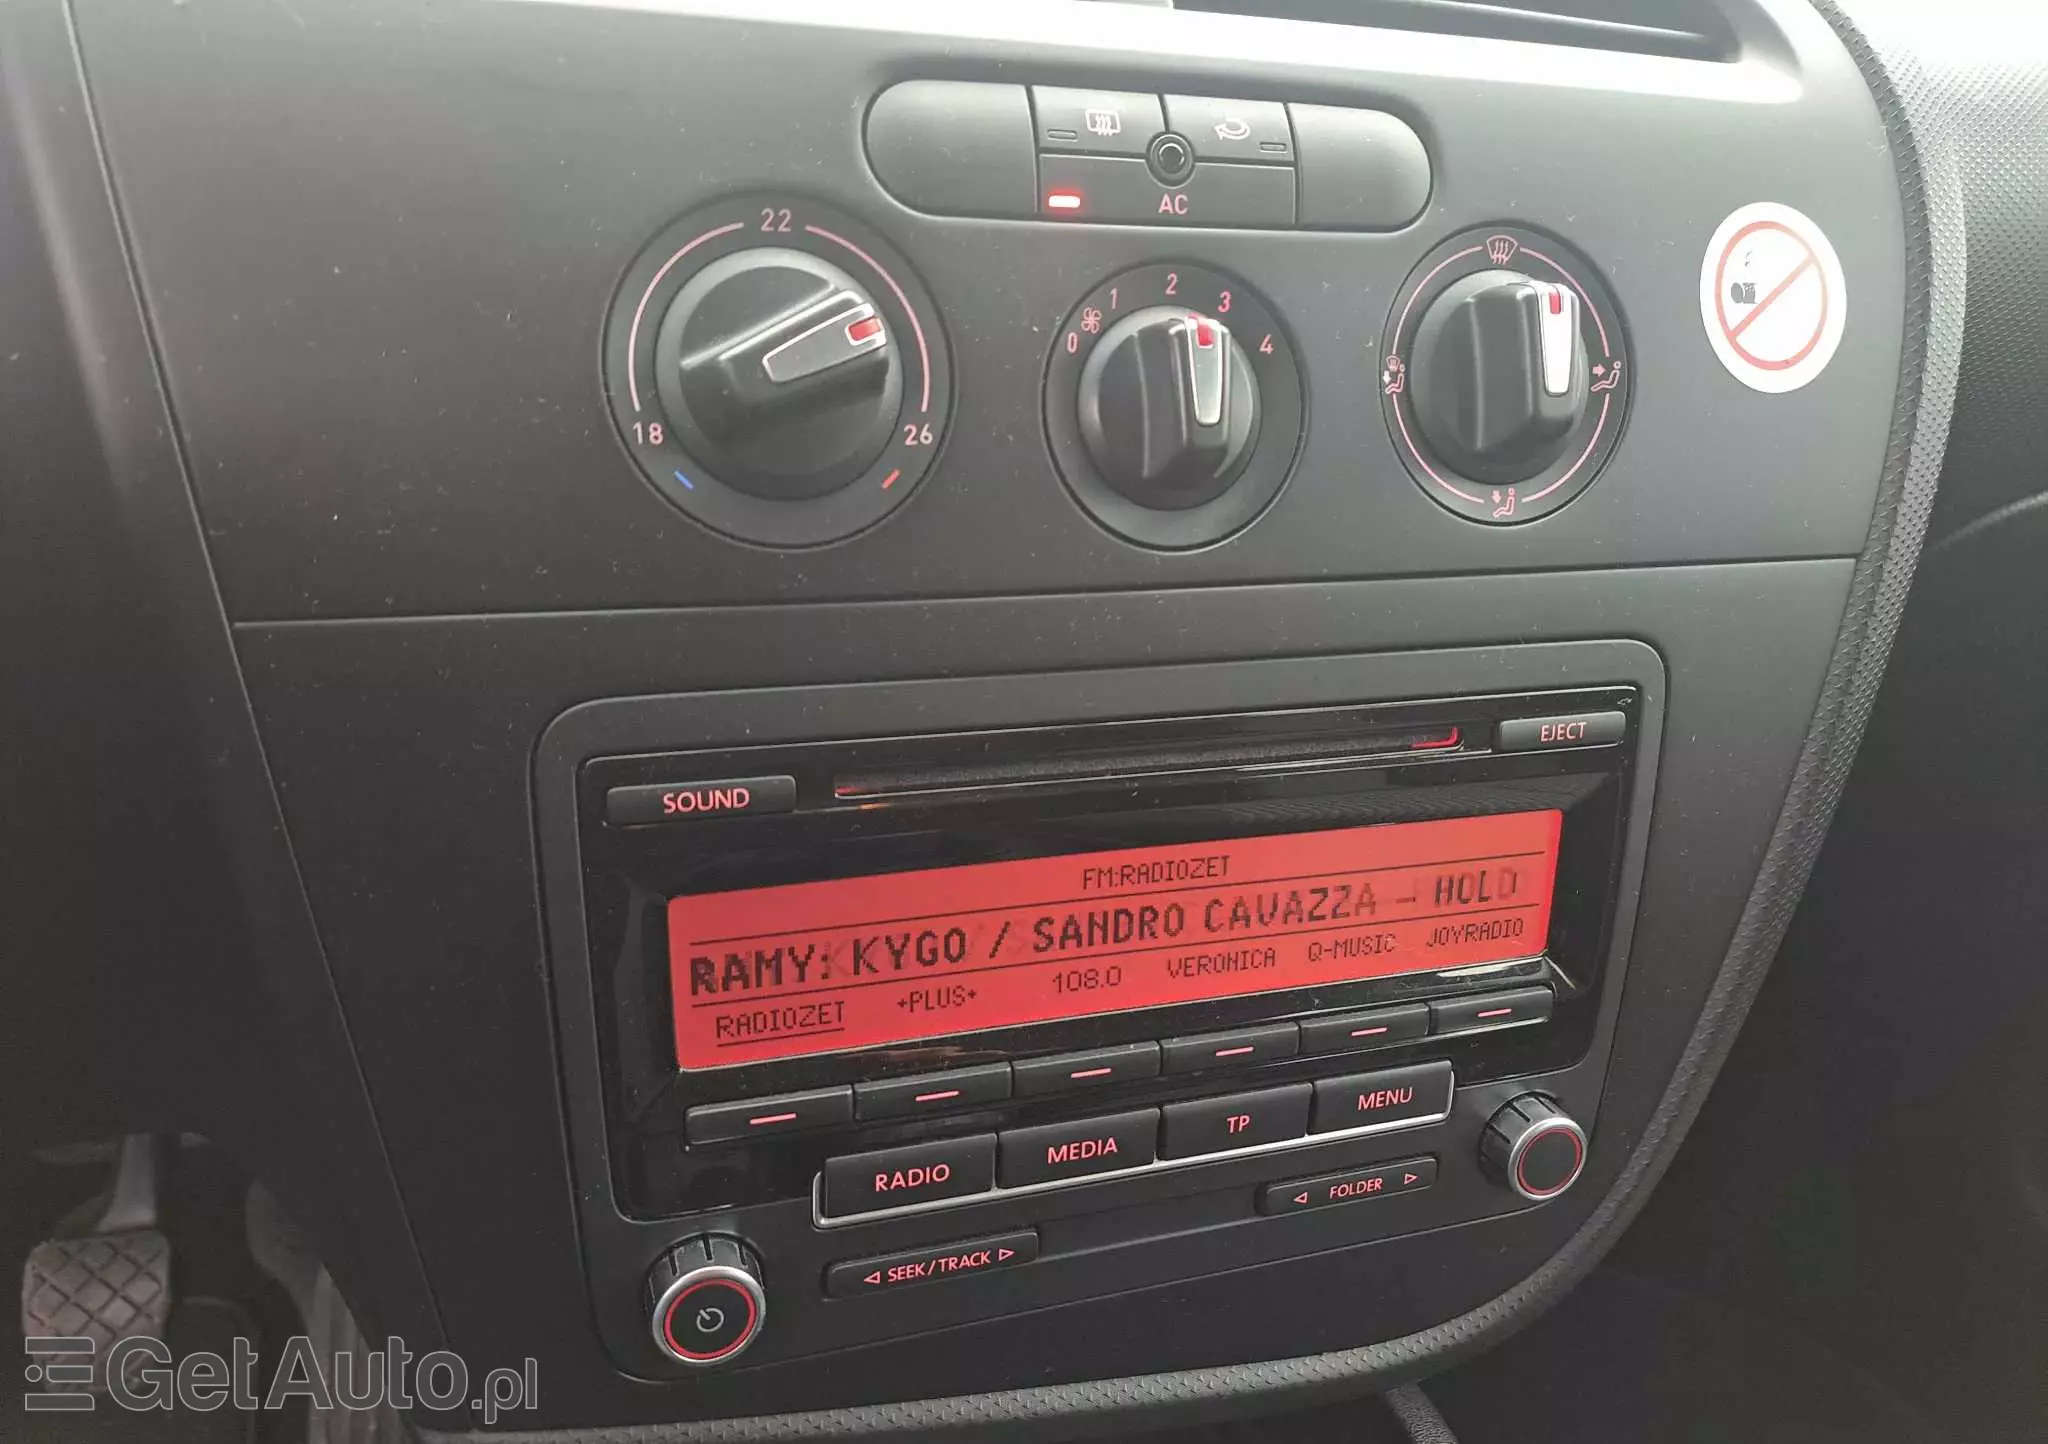 AC
22
18
26
0
1
2
3
4
EJECT
SOUND
FM:RADIOZET
RAMY: KYGO / SANDRO CAVAZZA - HOLD
RADIOZET +PLUS+ 108.0 VERONICA Q-MUSIC JOYRADIO
RADIO MEDIA TP MENU
SEEK/TRACK
FOLDER
GetAuto.pl